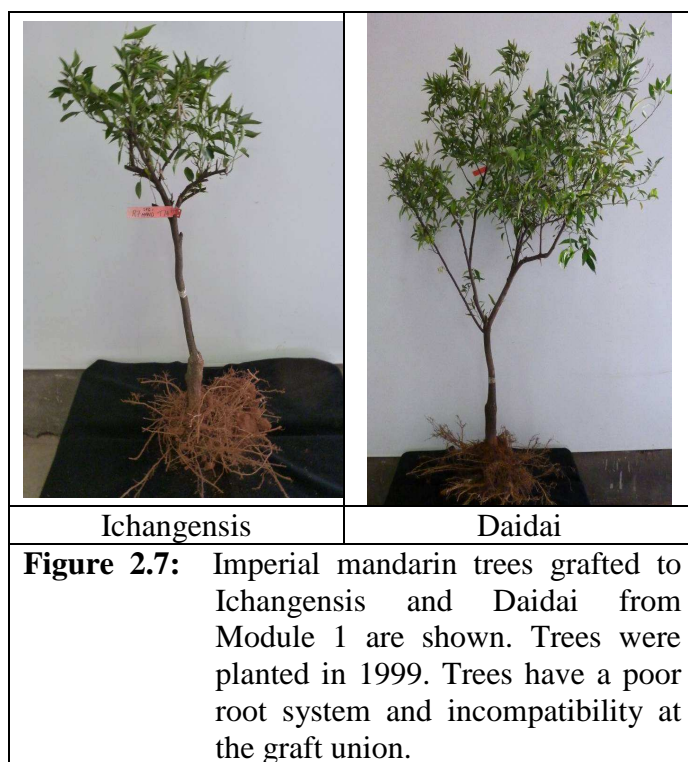 Ichangensis
Daidai
Figure 2.7: Imperial mandarin trees grafted to
Ichangensis and Daidai from
Module 1 are shown. Trees were
planted in 1999. Trees have a poor
root system and incompatibility at
the graft union.